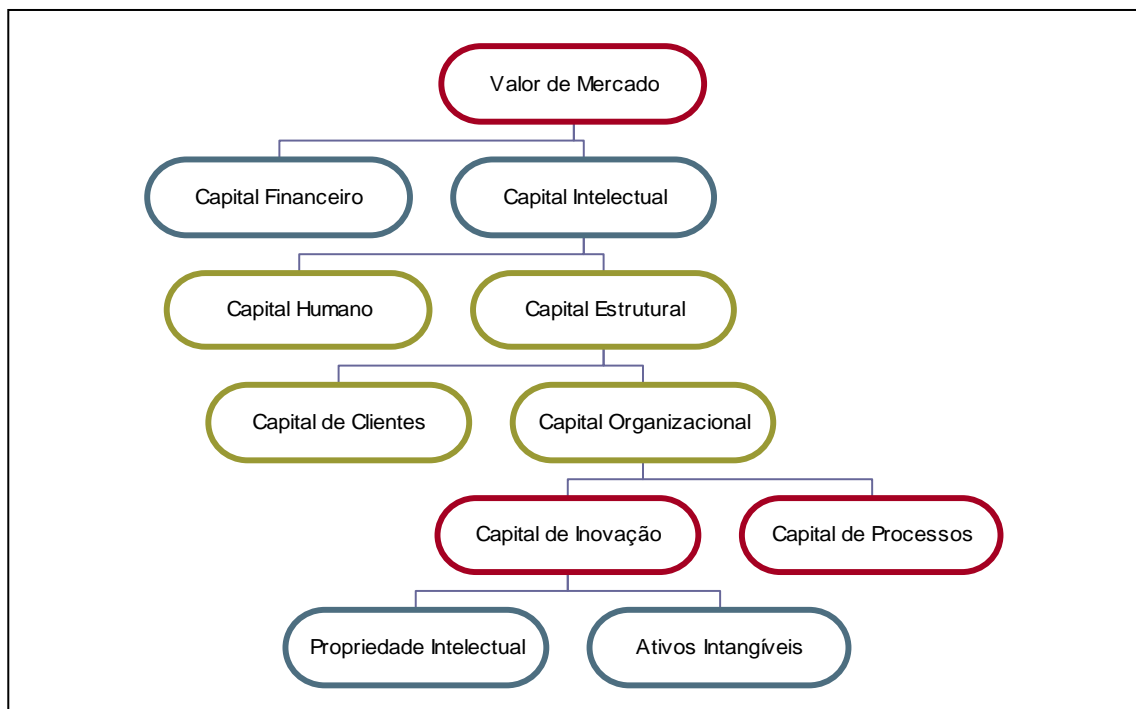 Valor de Mercado
Capital Financeiro
Capital Intelectual
Capital Humano
Capital Estrutural
Capital de Clientes
Capital Organizacional
Capital de Inovação
Capital de Processos
Propriedade Intelectual
Ativos Intangíveis